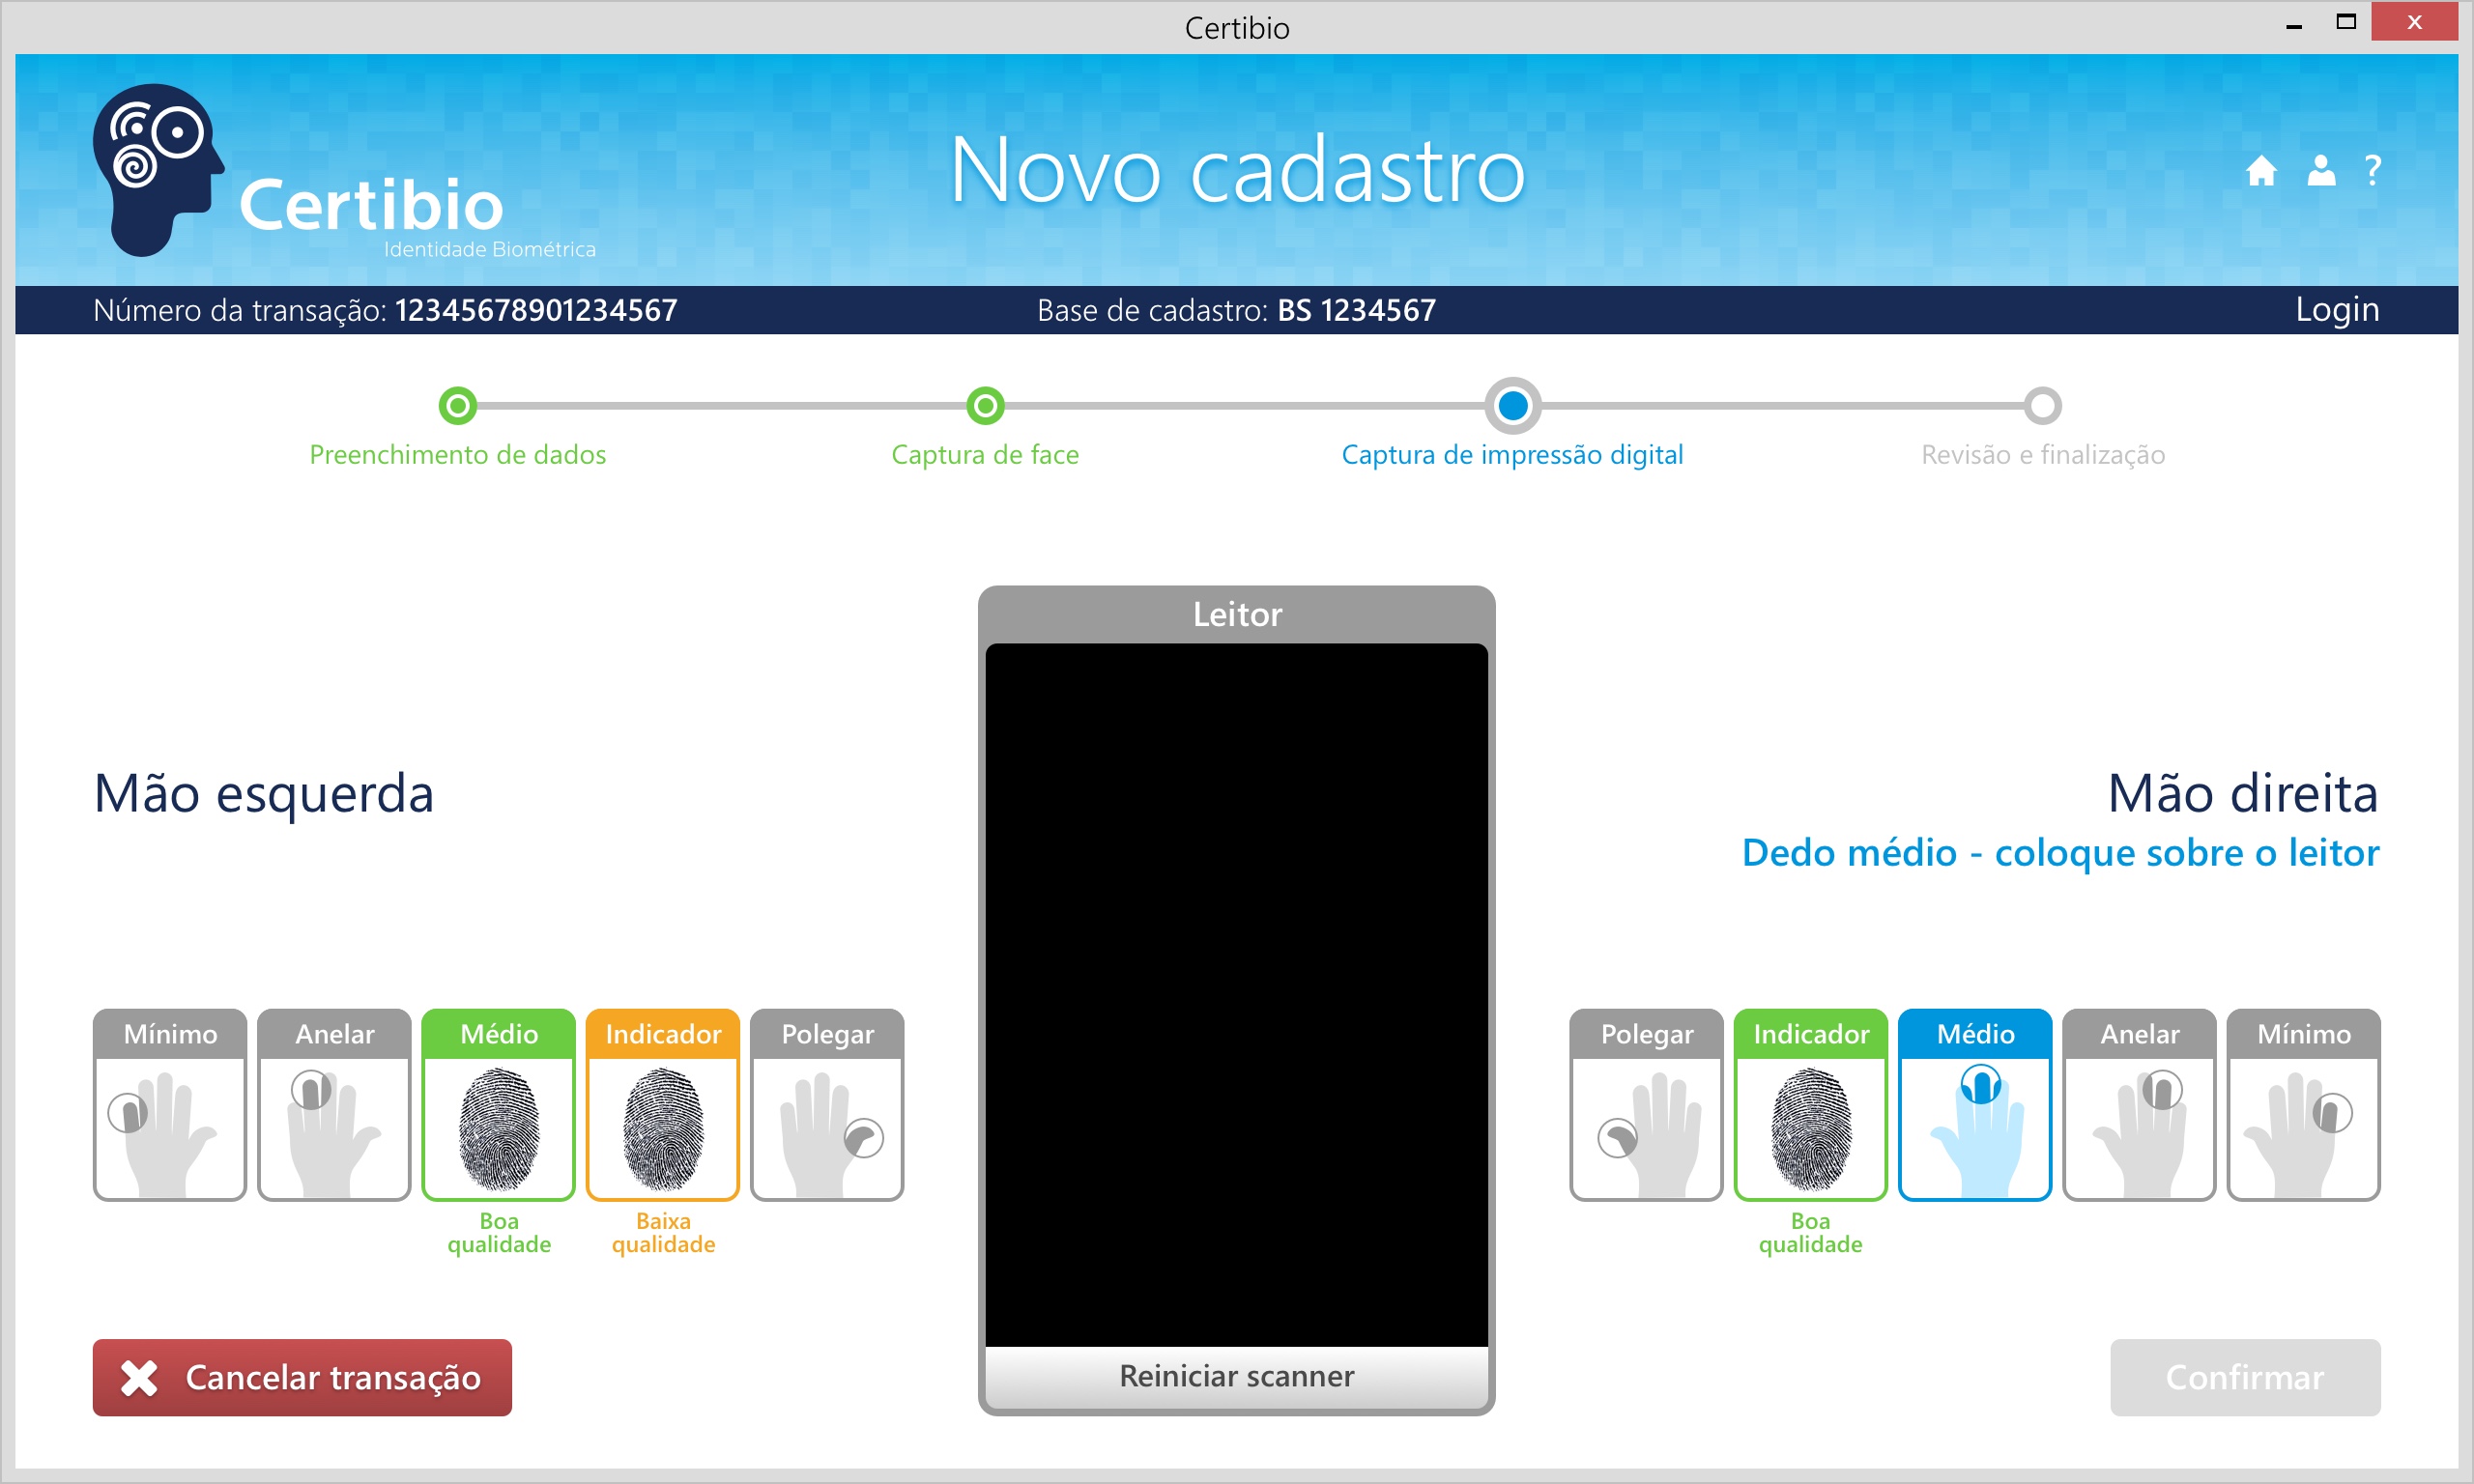 Certibio
Certibio
Identidade Biométrica
Novo cadastro
?
Número da transação: 12345678901234567
Base de cadastro: BS 1234567
Login
Preenchimento de dados
Captura de face
Captura de impressão digital
Revisão e finalização
Leitor
Mão esquerda
Mão direita
Dedo médio - coloque sobre o leitor
Mínimo
Anelar
Médio
Indicador
Polegar
Polegar
Indicador
Médio
Anelar
Mínimo
Boa
qualidade
Baixa
qualidade
Boa
qualidade
Cancelar transação
Reiniciar scanner
Confirmar